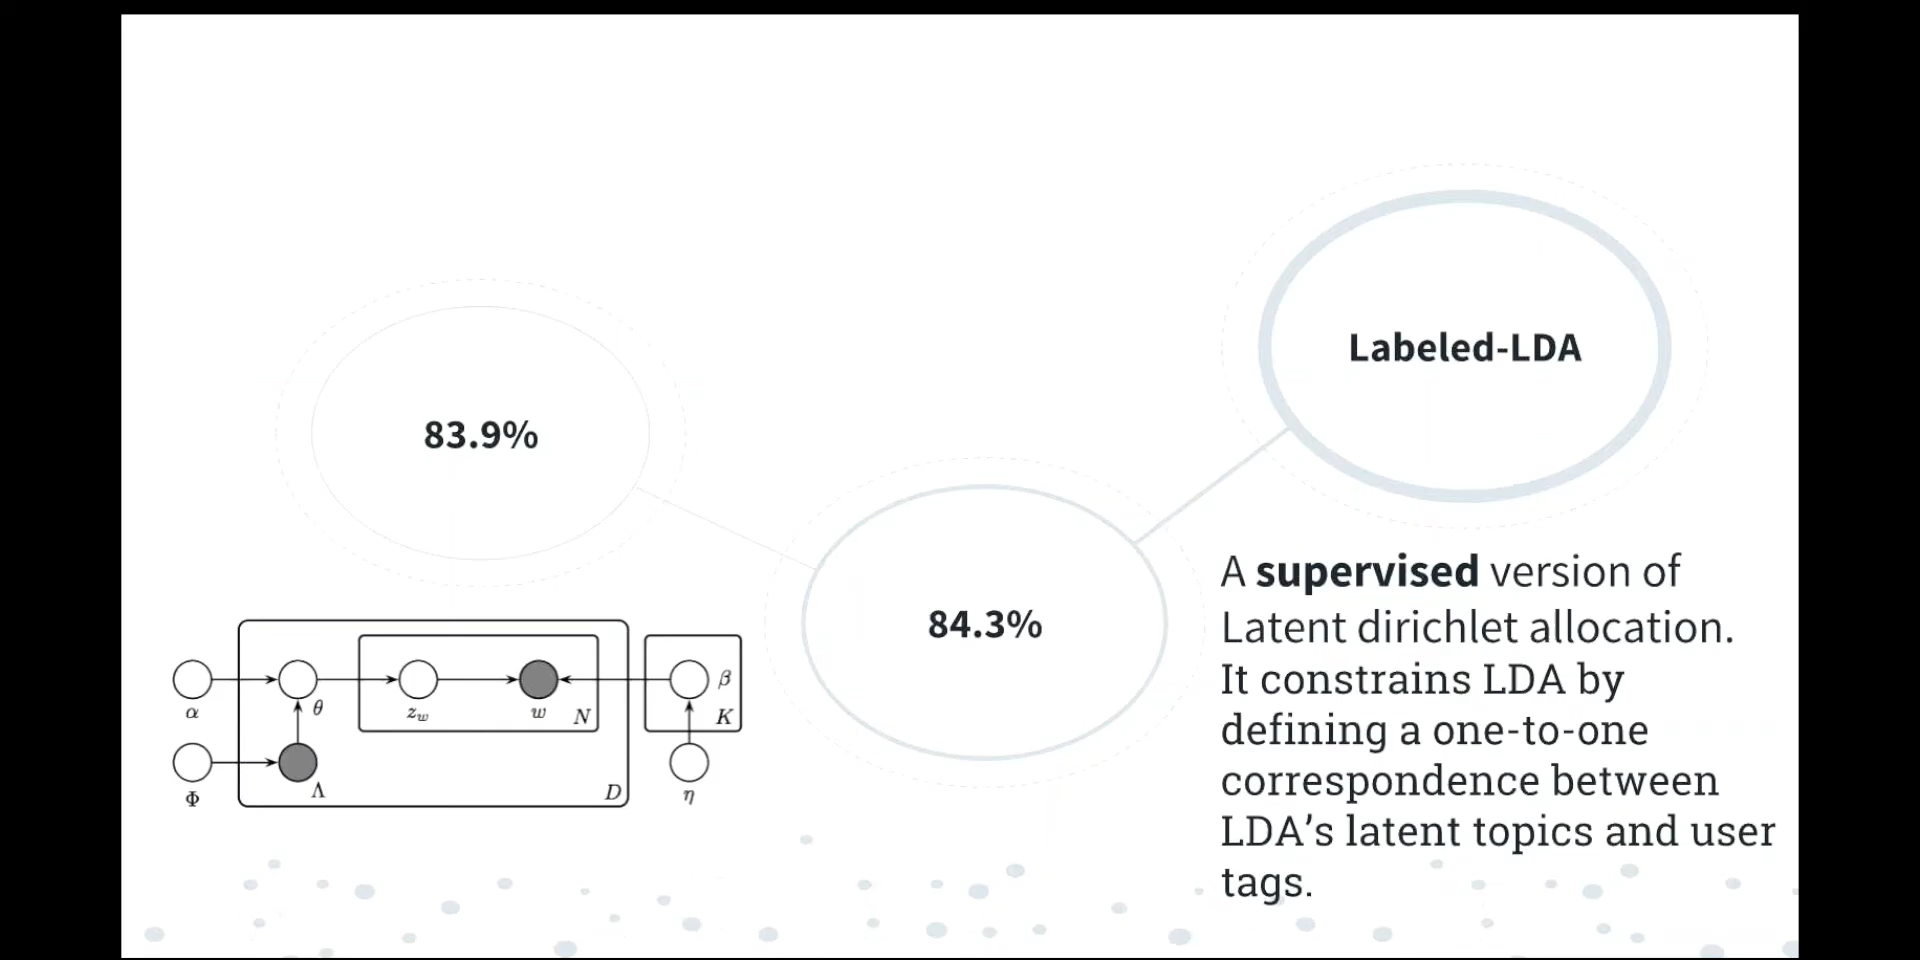 Labeled-LDA
83.9%
84.3%
A supervised version of
Latent dirichlet allocation.
It constrains LDA by
defining a one-to-one
correspondence between
LDA’s latent topics and user
tags.
α
θ
z_w
w
N
β
K
Φ
Λ
D
η